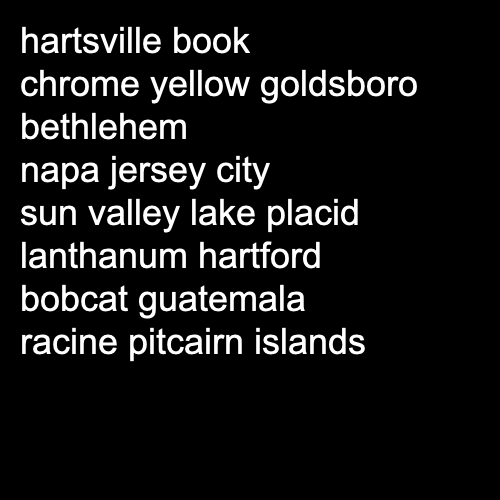 hartsville book
chrome yellow goldsboro
bethlehem
napa jersey city
sun valley lake placid
lanthanum hartford
bobcat guatemala
racine pitcairn islands